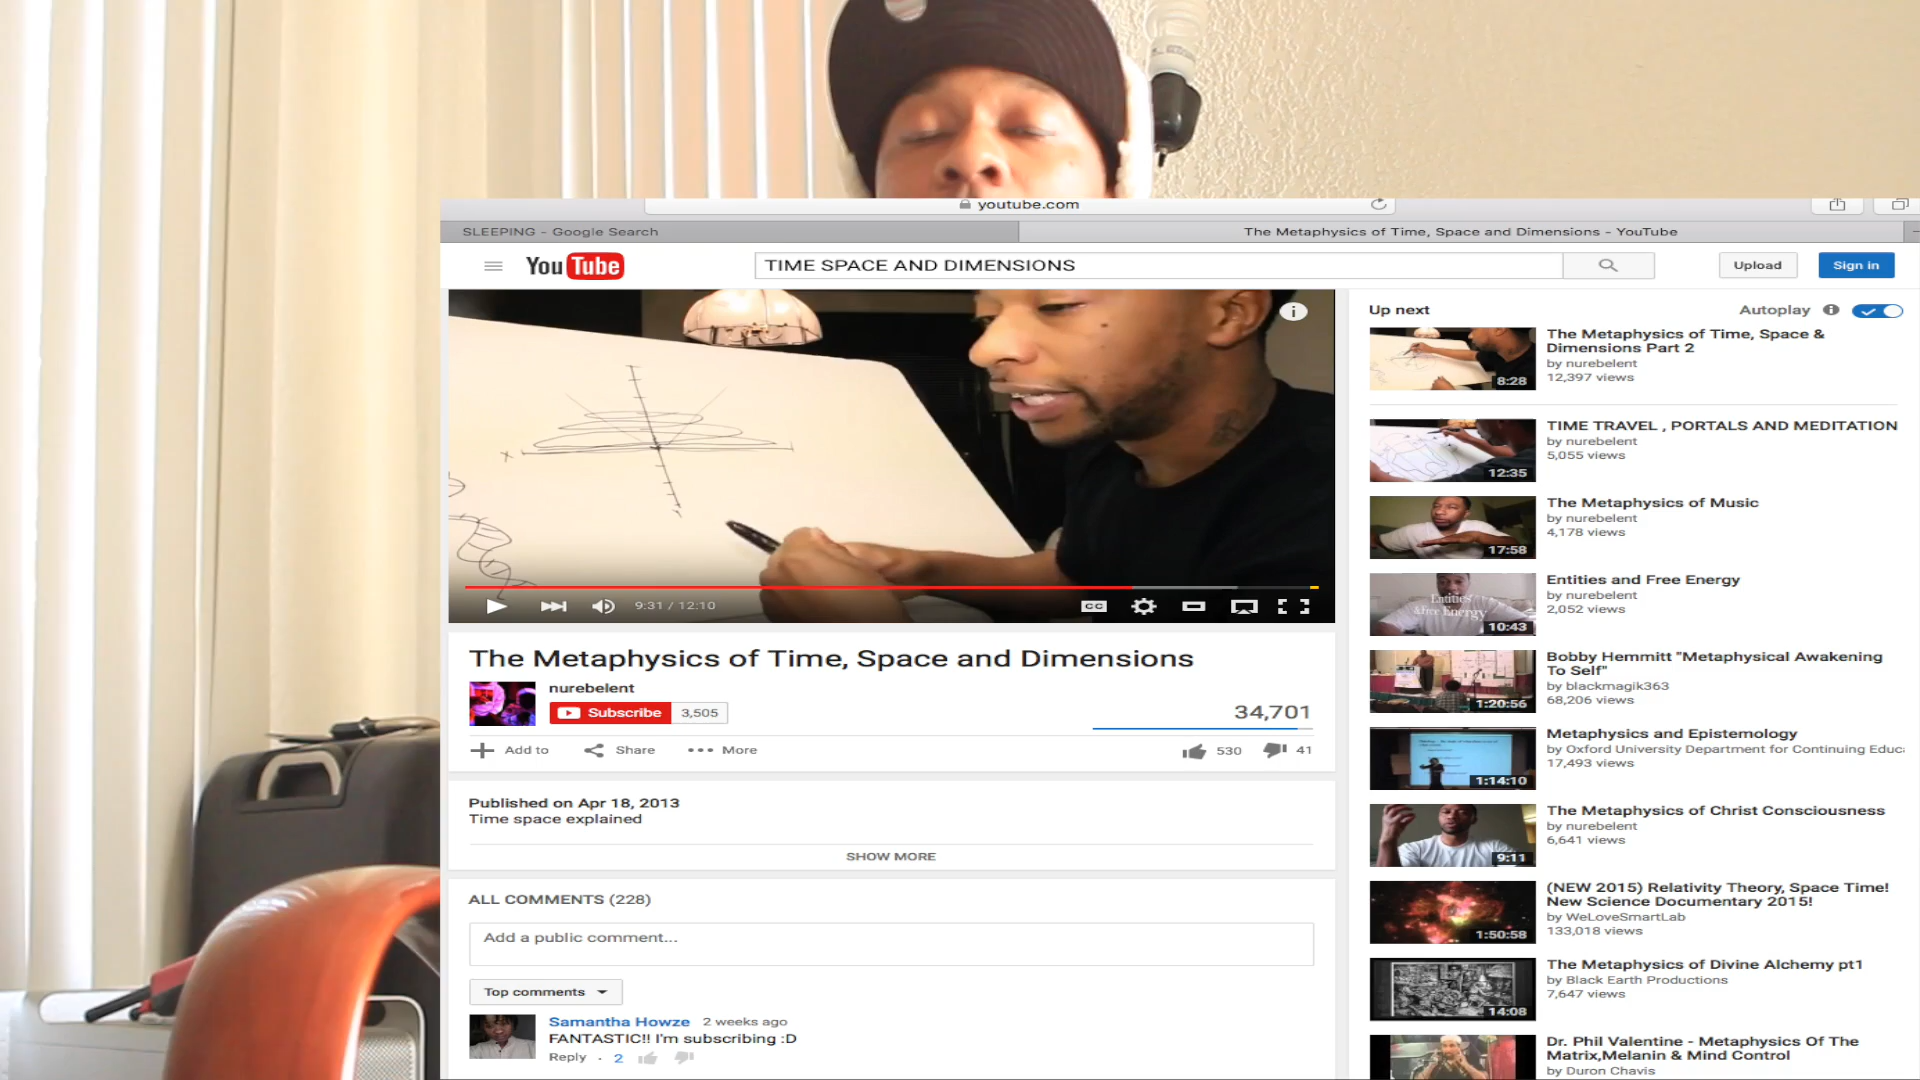 youtube.com
SLEEPING - Google Search
The Metaphysics of Time, Space and Dimensions - YouTube
YouTube
TIME SPACE AND DIMENSIONS
Upload
Sign in
x
y
9:31 / 12:10
CC
The Metaphysics of Time, Space and Dimensions
nurebelent
Subscribe
3,505
34,701
Add to
Share
More
530
41
Published on Apr 18, 2013
Time space explained
SHOW MORE
ALL COMMENTS (228)
Add a public comment...
Top comments
Samantha Howze 2 weeks ago
FANTASTIC!! I'm subscribing :D
Reply · 2
Up next
Autoplay
The Metaphysics of Time, Space &
Dimensions Part 2
by nurebelent
12,397 views
8:28
TIME TRAVEL , PORTALS AND MEDITATION
by nurebelent
5,055 views
12:35
The Metaphysics of Music
by nurebelent
4,178 views
17:58
Entities and Free Energy
by nurebelent
2,052 views
Entities
&free Energy
10:43
Bobby Hemmitt "Metaphysical Awakening
To Self"
by blackmagik363
68,206 views
1:20:56
Metaphysics and Epistemology
by Oxford University Department for Continuing Educa
17,493 views
1:14:10
The Metaphysics of Christ Consciousness
by nurebelent
6,641 views
9:11
(NEW 2015) Relativity Theory, Space Time!
New Science Documentary 2015!
by WeLoveSmartLab
133,018 views
1:50:58
The Metaphysics of Divine Alchemy pt1
by Black Earth Productions
7,647 views
14:08
Dr. Phil Valentine - Metaphysics Of The
Matrix,Melanin & Mind Control
by Duron Chavis